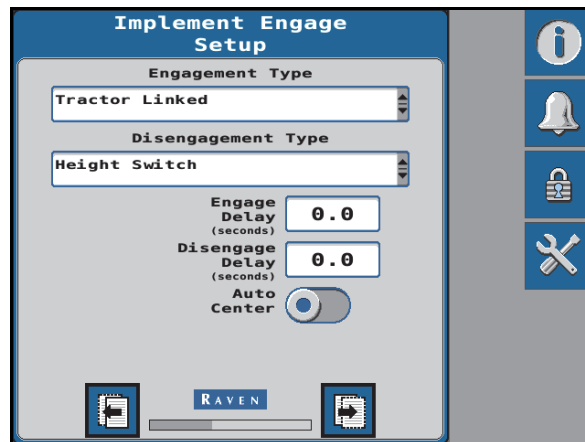 Implement Engage
Setup
Engagement Type
Tractor Linked
Disengagement Type
Height Switch
Engage
Delay
(seconds)
0.0
Disengage
Delay
(seconds)
0.0
Auto
Center
RAVEN